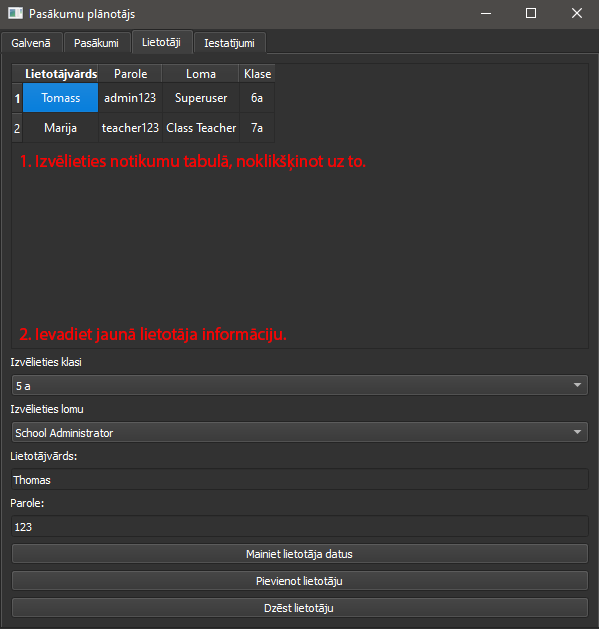 Pasākumu plānotājs
Galvenā Pasākumi Lietotāji Iestatījumi
Lietotājvārds Parole Loma Klase
1 Tomass admin123 Superuser 6a
2 Marija teacher123 Class Teacher 7a
1. Izvēlieties notikumu tabulā, noklikšķinot uz to.
2. Ievadiet jaunā lietotāja informāciju.
Izvēlieties klasi
5 a
Izvēlieties lomu
School Administrator
Lietotājvārds:
Thomas
Parole:
123
Mainiet lietotāja datus
Pievienot lietotāju
Dzēst lietotāju